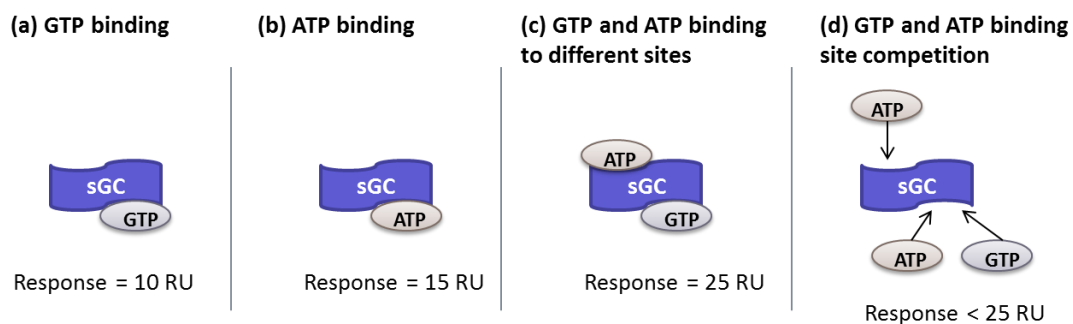 (a) GTP binding
sGC
GTP
Response = 10 RU
(b) ATP binding
sGC
ATP
Response = 15 RU
(c) GTP and ATP binding
to different sites
ATP
sGC
GTP
Response = 25 RU
(d) GTP and ATP binding
site competition
ATP
sGC
ATP
GTP
Response < 25 RU